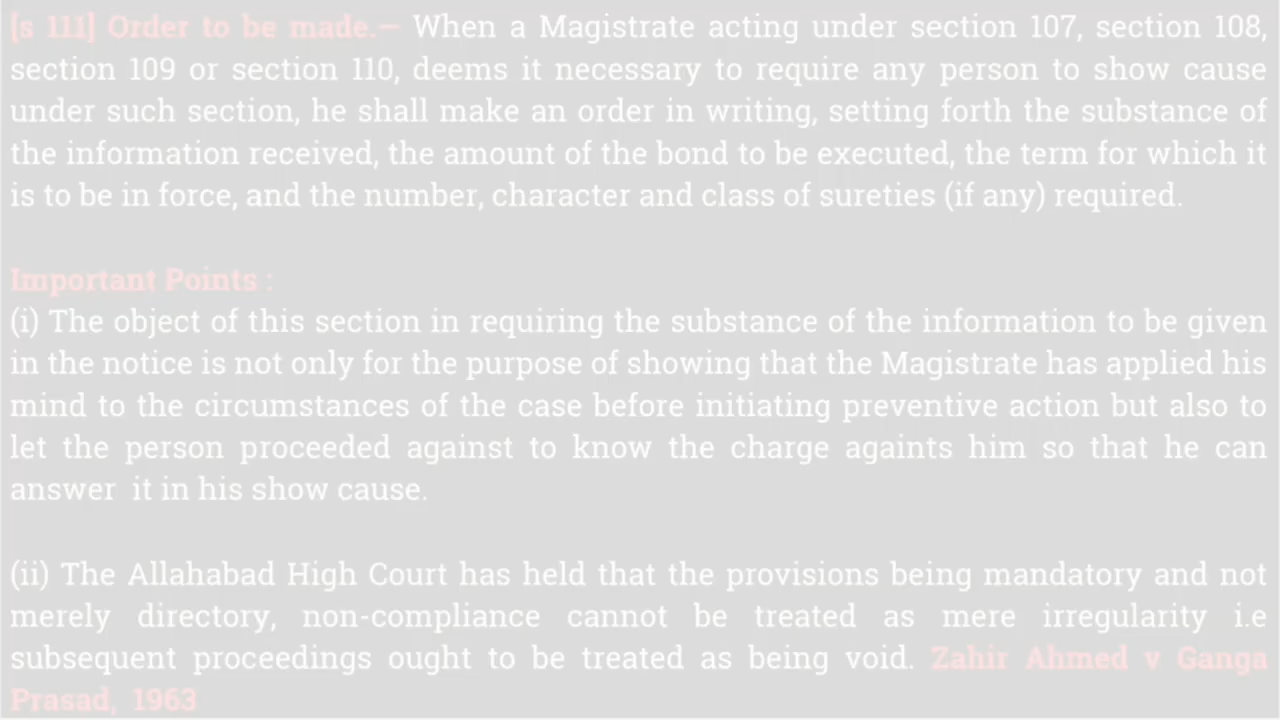 [s 111] Order to be made.— When a Magistrate acting under section 107, section 108,
section 109 or section 110, deems it necessary to require any person to show cause
under such section, he shall make an order in writing, setting forth the substance of
the information received, the amount of the bond to be executed, the term for which it
is to be in force, and the number, character and class of sureties (if any) required.
Important Points :
(i) The object of this section in requiring the substance of the information to be given
in the notice is not only for the purpose of showing that the Magistrate has applied his
mind to the circumstances of the case before initiating preventive action but also to
let the person proceeded against to know the charge againts him so that he can
answer it in his show cause.
(ii) The Allahabad High Court has held that the provisions being mandatory and not
merely directory, non-compliance cannot be treated as mere irregularity i.e
subsequent proceedings ought to be treated as being void. Zahir Ahmed v Ganga
Prasad, 1963